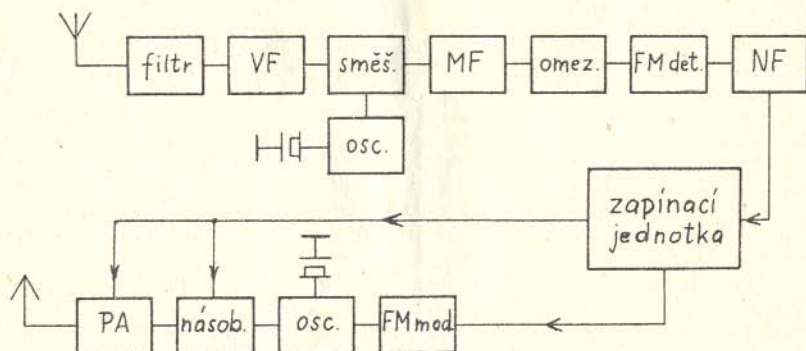 filtr
VF
směš.
MF
omez.
FM det.
NF
osc.
zapínací
jednotka
PA
násob.
osc.
FM mod.